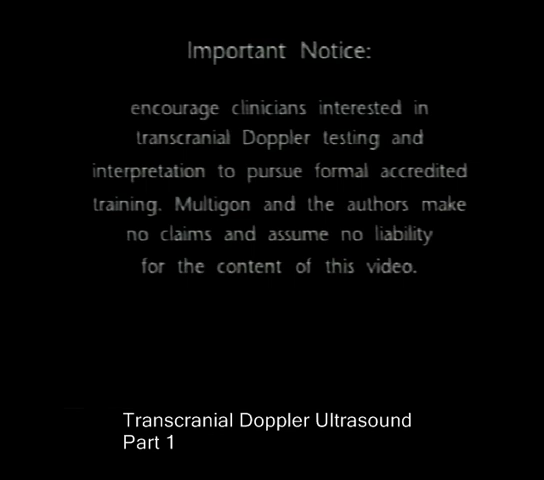 Important Notice:
encourage clinicians interested in
transcranial Doppler testing and
interpretation to pursue formal accredited
training. Multigon and the authors make
no claims and assume no liability
for the content of this video.
Transcranial Doppler Ultrasound
Part 1